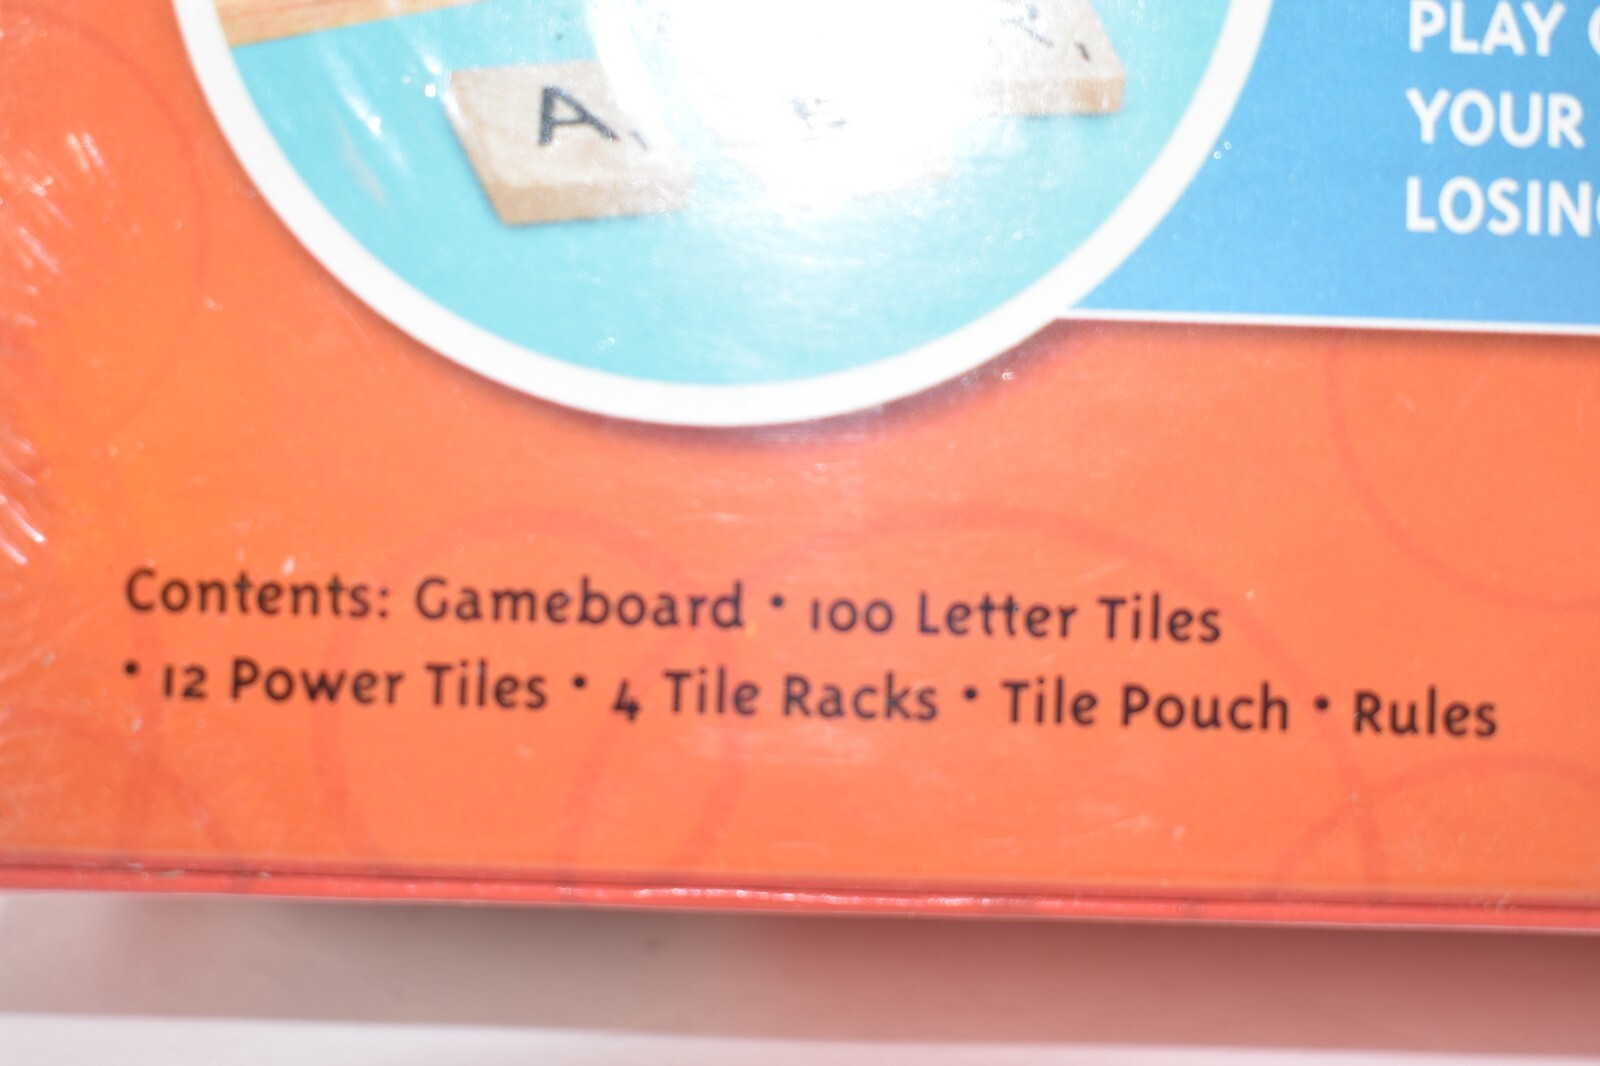 PLAY
YOUR
A
Contents: Gameboard • 100 Letter Tiles
• 12 Power Tiles • 4 Tile Racks • Tile Pouch • Rules